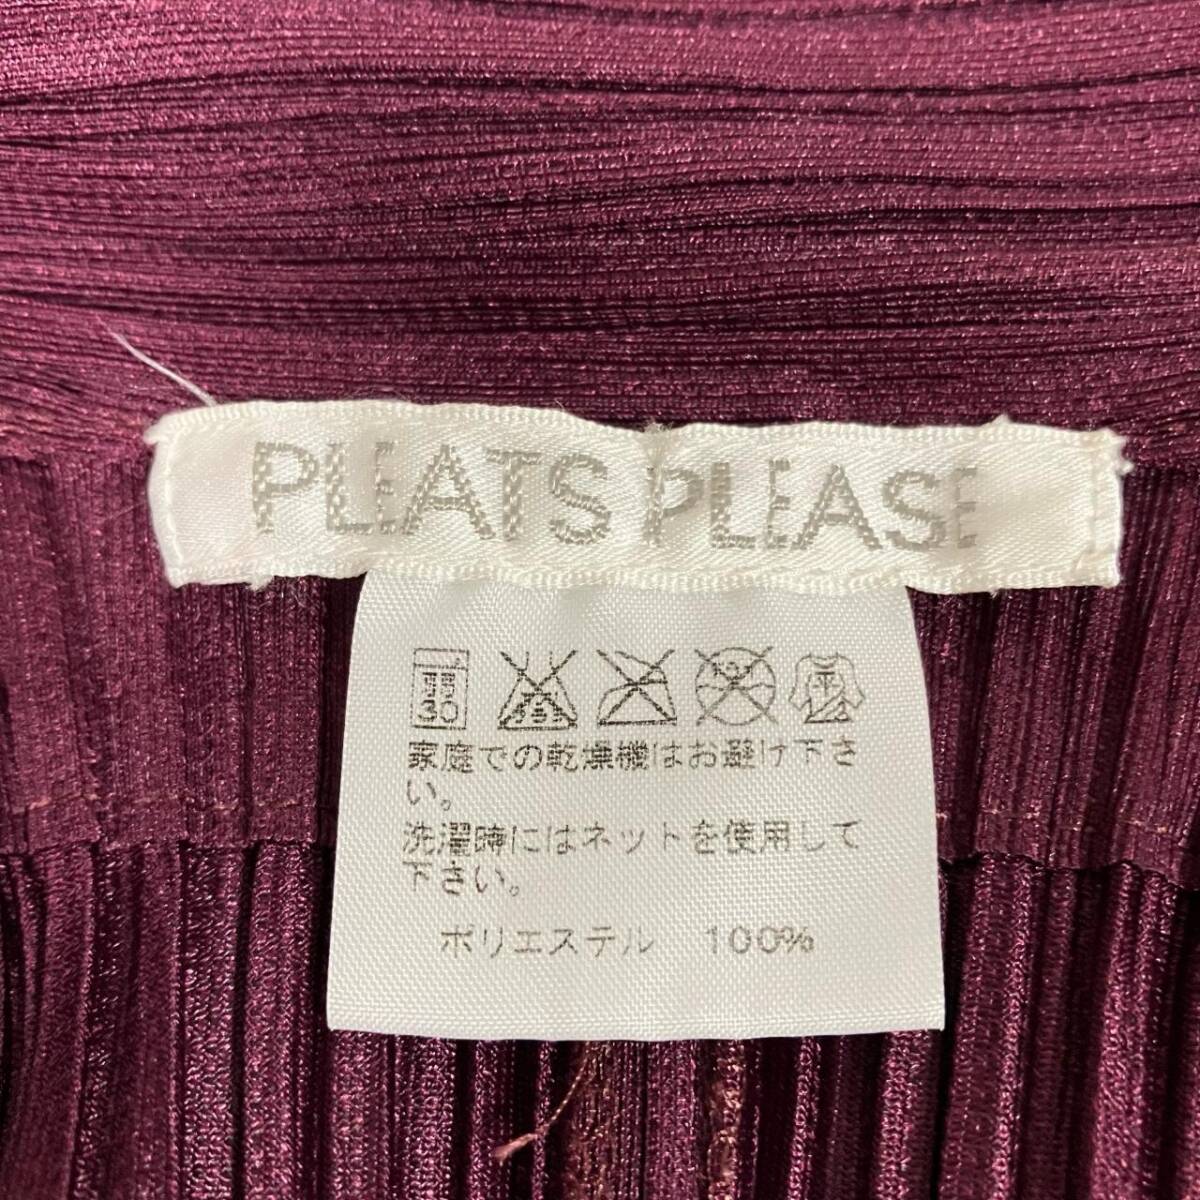 PLEATS PLEASE
30
家庭での乾燥機はお避け下さ
い。
洗濯時にはネットを使用して
下さい。
ポリエステル 100%